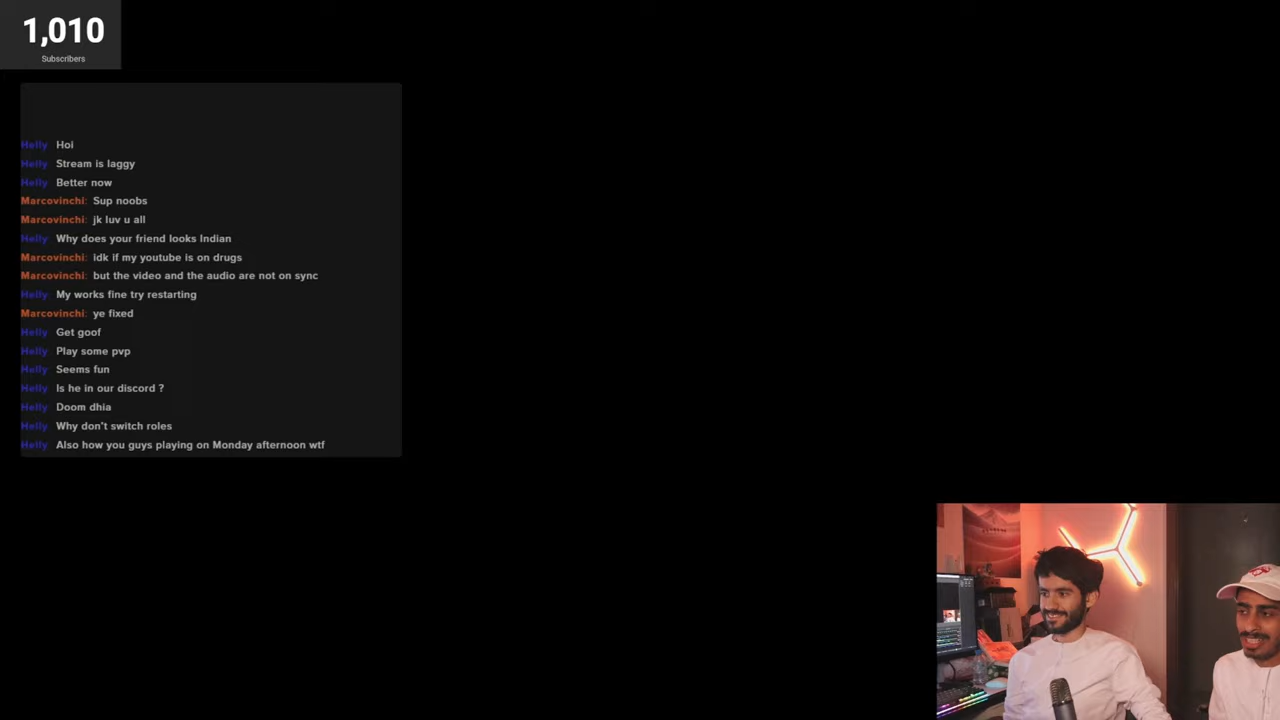 1,010
Subscribers
Helly Hoi
Helly Stream is laggy
Helly Better now
Marcovinchi: Sup noobs
Marcovinchi: jk luv u all
Helly Why does your friend looks Indian
Marcovinchi: idk if my youtube is on drugs
Marcovinchi: but the video and the audio are not on sync
Helly My works fine try restarting
Marcovinchi: ye fixed
Helly Get goof
Helly Play some pvp
Helly Seems fun
Helly Is he in our discord ?
Helly Doom dhia
Helly Why don't switch roles
Helly Also how you guys playing on Monday afternoon wtf